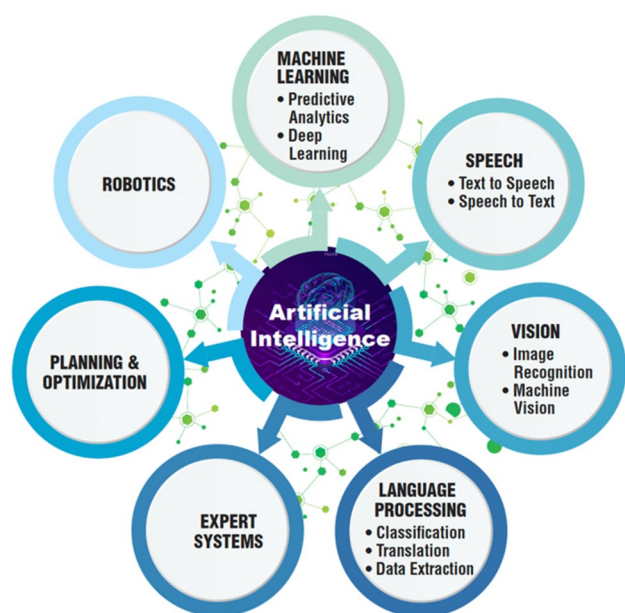 MACHINE
LEARNING
• Predictive
Analytics
• Deep
Learning
SPEECH
• Text to Speech
• Speech to Text
VISION
• Image
Recognition
• Machine
Vision
LANGUAGE
PROCESSING
• Classification
• Translation
• Data Extraction
EXPERT
SYSTEMS
PLANNING &
OPTIMIZATION
ROBOTICS
Artificial
Intelligence